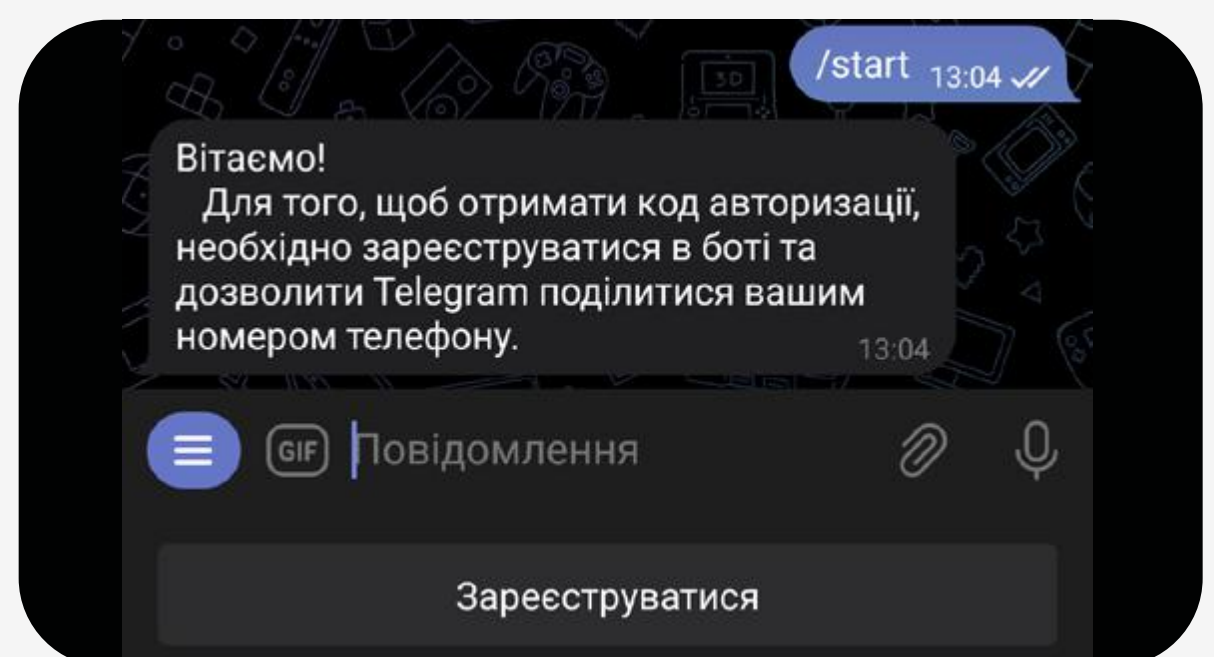 /start 13:04
Вітаємо!
Для того, щоб отримати код авторизації,
необхідно зареєструватися в боті та
дозволити Telegram поділитися вашим
номером телефону.
13:04
GIF Повідомлення
Зареєструватися
3D